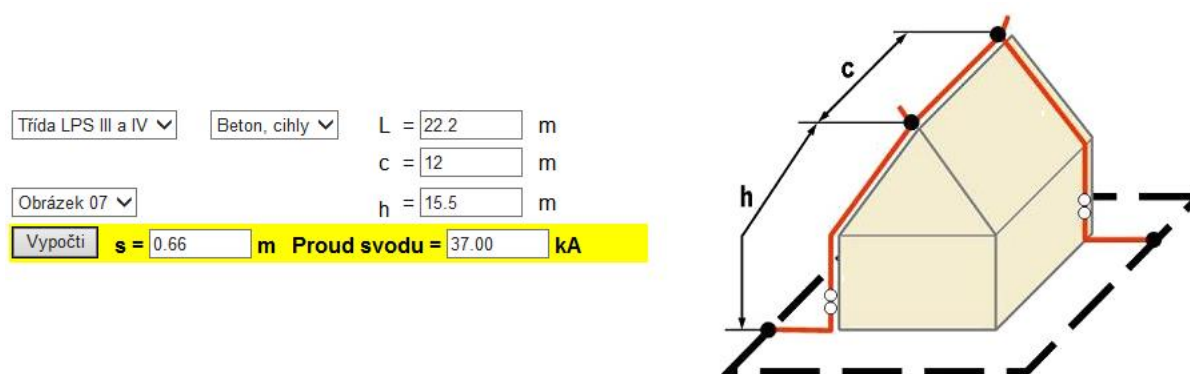 Třída LPS III a IV Beton, cihly L = 22.2 m
c = 12 m
Obrázek 07 h = 15.5 m
Vypočti s = 0.66 m Proud svodu = 37.00 kA
c
h